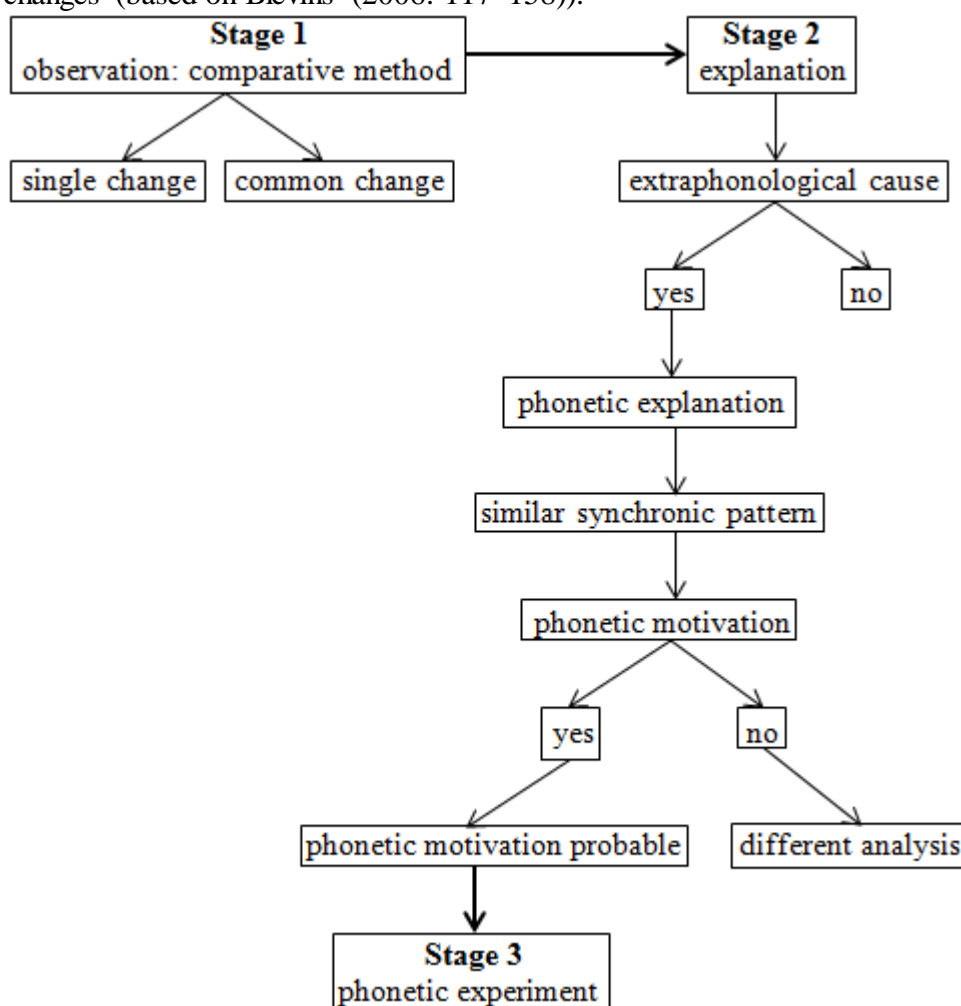 changes (based on Blevins (2006: 117–158)).
Stage 1
observation: comparative method
Stage 2
explanation
single change
common change
extraphonological cause
yes
no
phonetic explanation
similar synchronic pattern
phonetic motivation
yes
no
phonetic motivation probable
different analysis
Stage 3
phonetic experiment